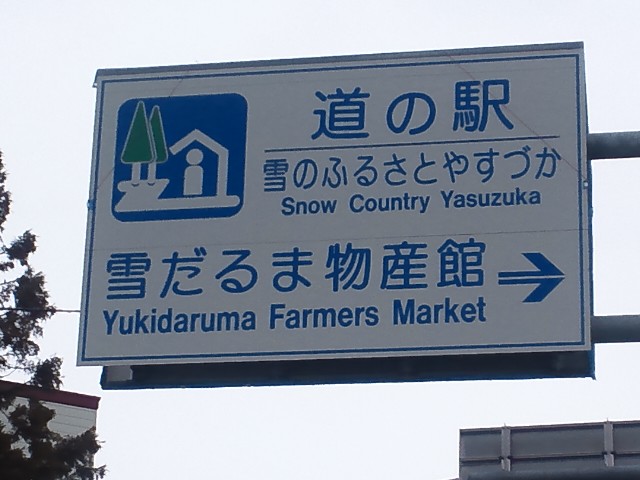 道の駅
雪のふるさとやすづか
Snow Country Yasuzuka
雪だるま物産館
Yukidaruma Farmers Market